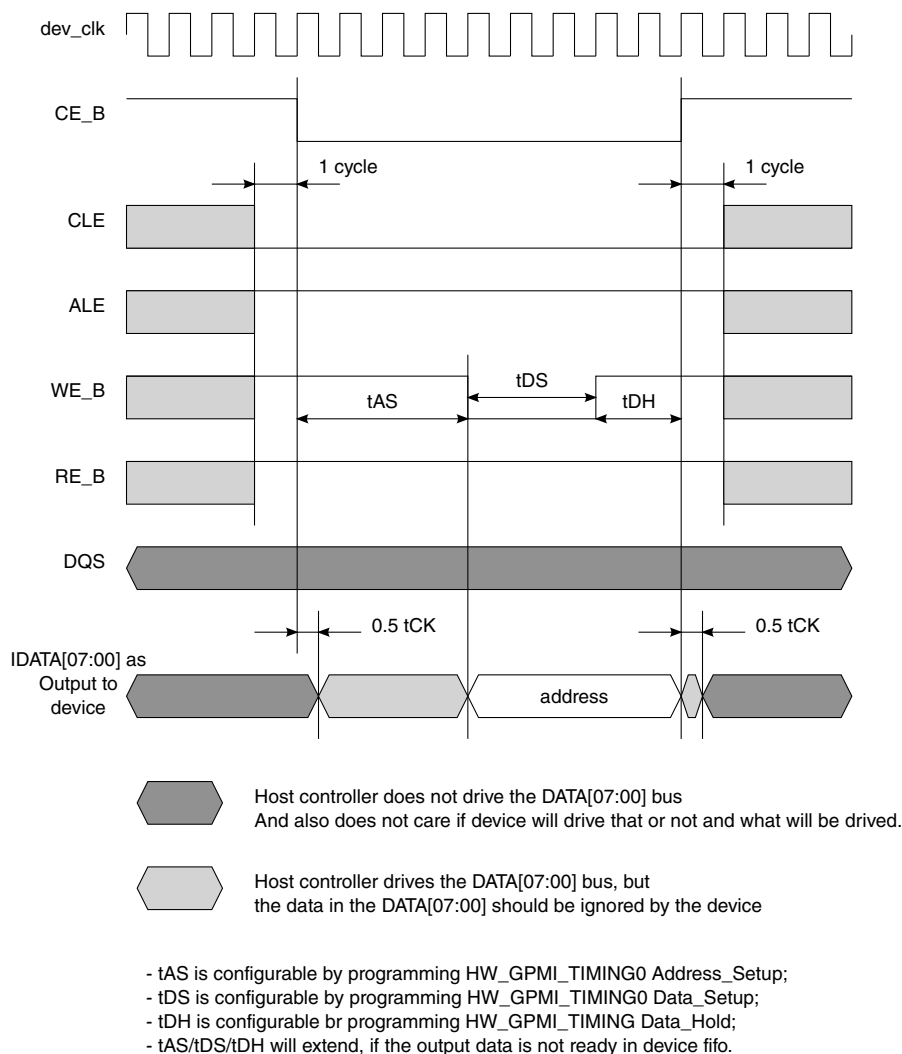 dev_clk
CE_B
1 cycle
1 cycle
CLE
ALE
WE_B
tDS
tAS
tDH
RE_B
DQS
0.5 tCK
0.5 tCK
IDATA[07:00] as
Output to
device
address
Host controller does not drive the DATA[07:00] bus
And also does not care if device will drive that or not and what will be drived.
Host controller drives the DATA[07:00] bus, but
the data in the DATA[07:00] should be ignored by the device
- tAS is configurable by programming HW_GPMI_TIMING0 Address_Setup;
- tDS is configurable by programming HW_GPMI_TIMING0 Data_Setup;
- tDH is configurable br programming HW_GPMI_TIMING Data_Hold;
- tAS/tDS/tDH will extend, if the output data is not ready in device fifo.